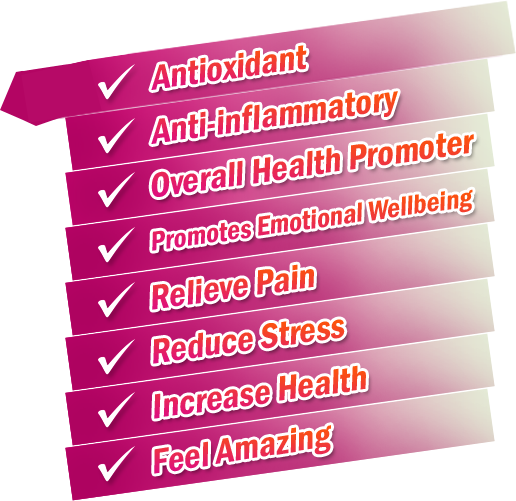 Antioxidant
Anti-inflammatory
Overall Health Promoter
Promotes Emotional Wellbeing
Relieve Pain
Reduce Stress
Increase Health
Feel Amazing